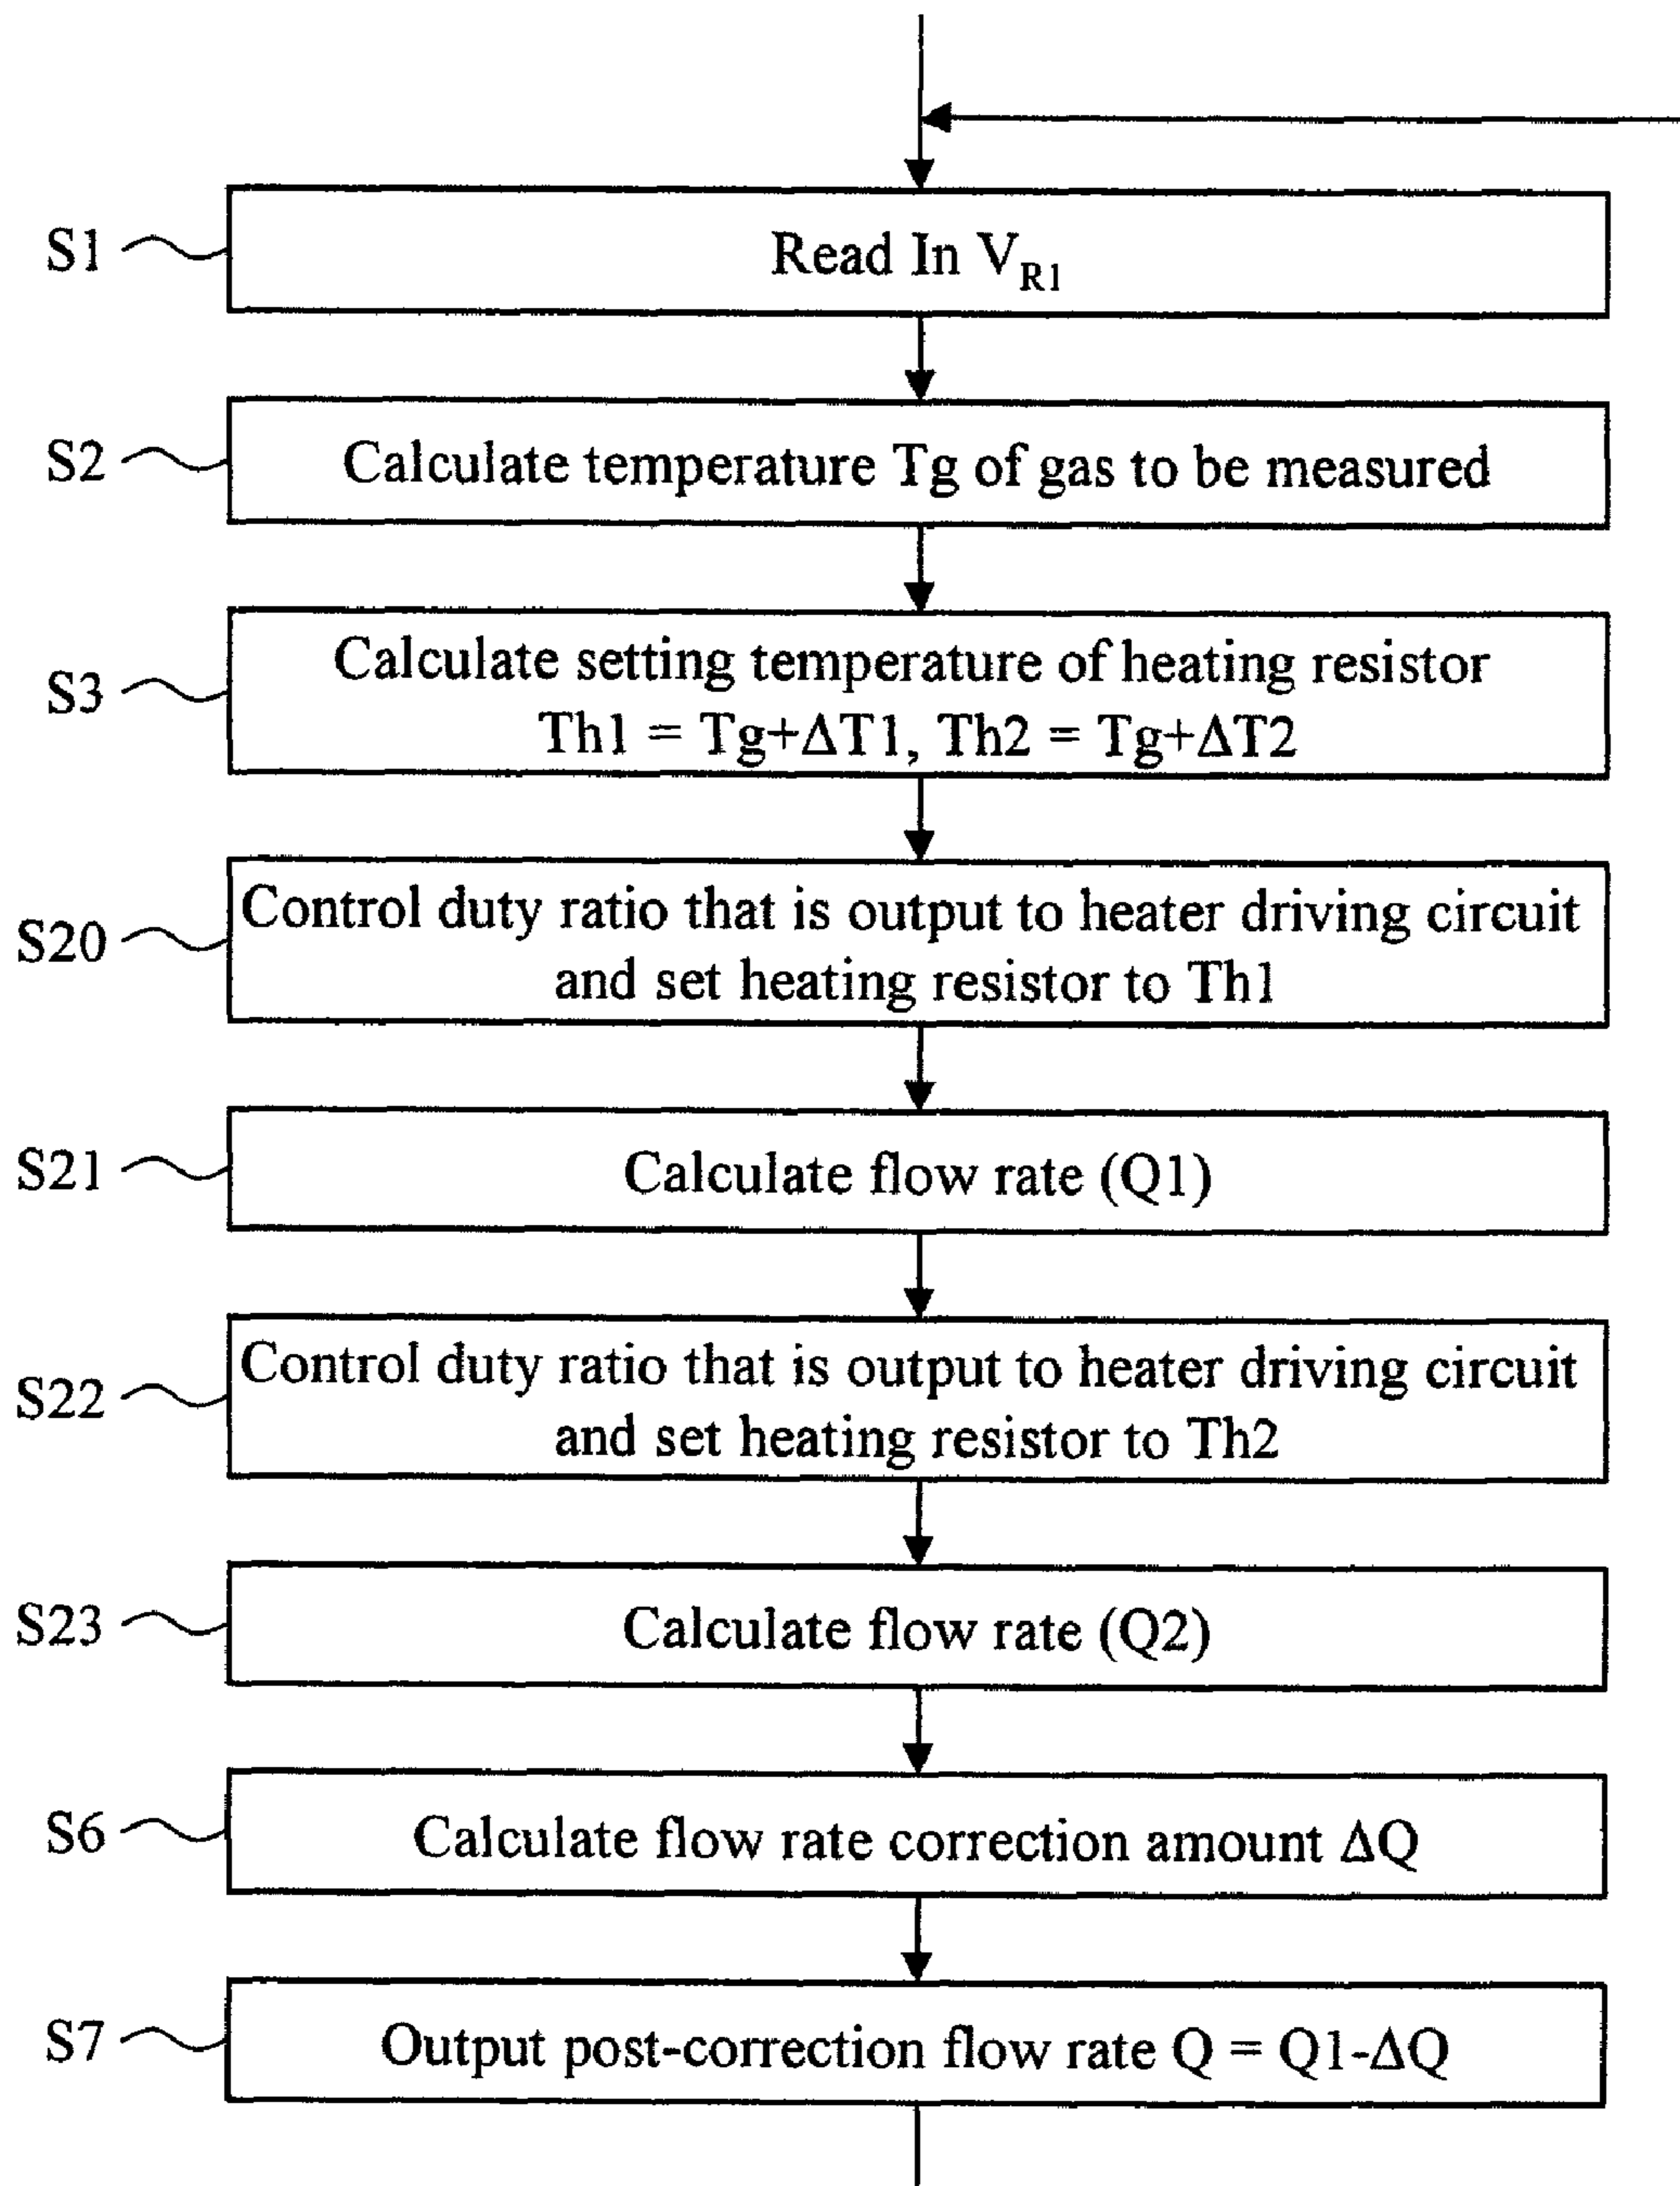 S1
Read In V_R1
S2
Calculate temperature Tg of gas to be measured
S3
Calculate setting temperature of heating resistor
Th1 = Tg+ΔT1, Th2 = Tg+ΔT2
S20
Control duty ratio that is output to heater driving circuit
and set heating resistor to Th1
S21
Calculate flow rate (Q1)
S22
Control duty ratio that is output to heater driving circuit
and set heating resistor to Th2
S23
Calculate flow rate (Q2)
S6
Calculate flow rate correction amount ΔQ
S7
Output post-correction flow rate Q = Q1-ΔQ